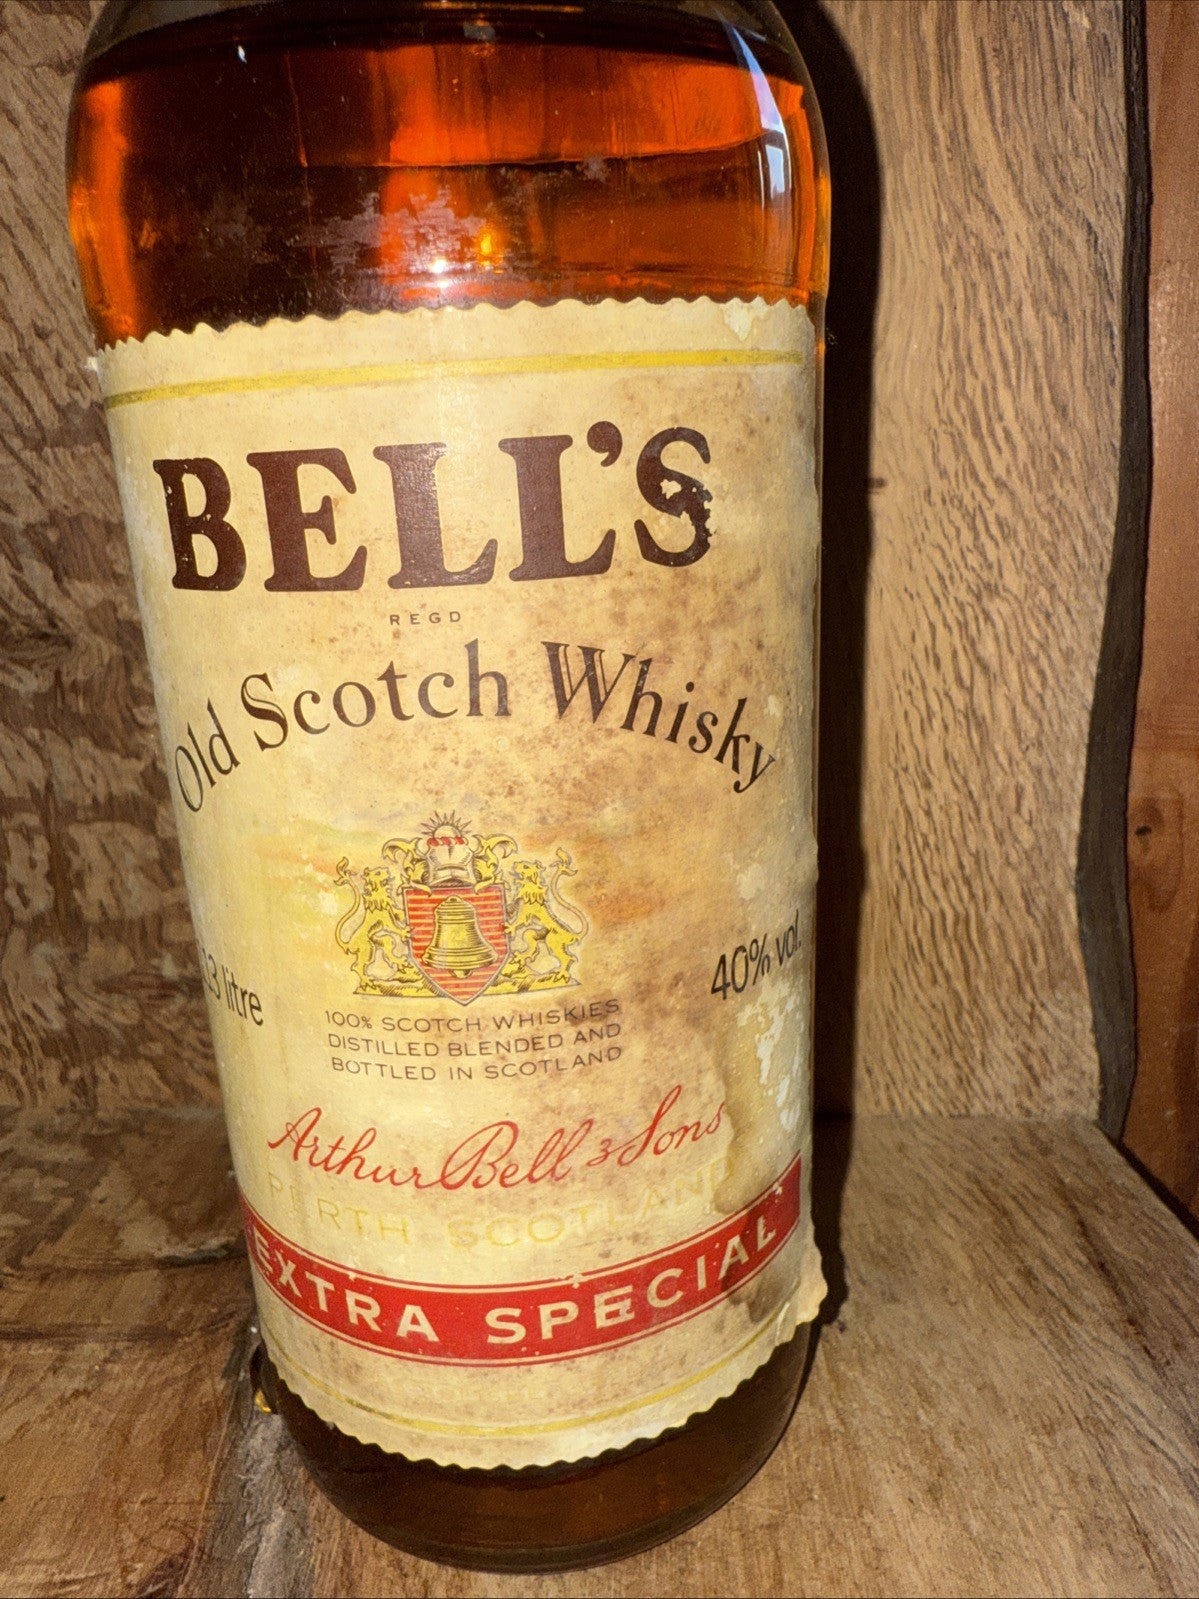 BELL'S
REGD
Old Scotch Whisky
13 litre
40% vol.
100% SCOTCH WHISKIES
DISTILLED BLENDED AND
BOTTLED IN SCOTLAND
Arthur Bell & Sons
PERTH SCOTLAND
EXTRA SPECIAL